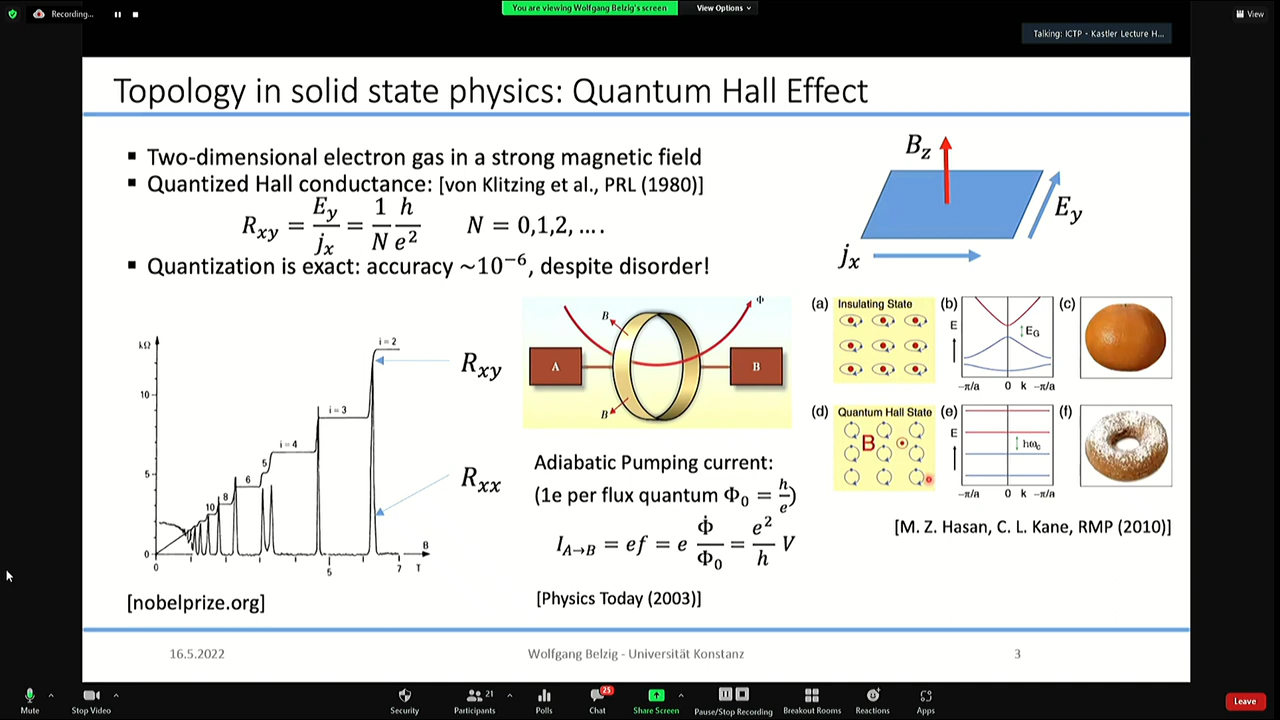 Recording...
You are viewing Wolfgang Belzig's screen
View Options
View
Talking: ICTP - Kastler Lecture H...
Topology in solid state physics: Quantum Hall Effect
Two-dimensional electron gas in a strong magnetic field
Quantized Hall conductance: [von Klitzing et al., PRL (1980)]
R_xy = E_y/j_x = 1/N h/e² N = 0,1,2, ....
Quantization is exact: accuracy ~10⁻⁶, despite disorder!
B_z
E_y
j_x
kΩ
10
5
0
i = 2
i = 3
i = 4
5
6
8
10
R_xy
R_xx
B
0
5
7 T
[nobelprize.org]
Φ
B
A
B
B
Adiabatic Pumping current:
(1e per flux quantum Φ₀ = h/e)
I_A→B = ef = e Φ̇/Φ₀ = e²/h V
[Physics Today (2003)]
(a) Insulating State (b) E E_G (c)
−π/a 0 k −π/a
(d) Quantum Hall State (e) E ħω_c (f)
B
−π/a 0 k −π/a
[M. Z. Hasan, C. L. Kane, RMP (2010)]
16.5.2022
Wolfgang Belzig - Universität Konstanz
3
Mute
Stop Video
Security
21
Participants
Polls
25
Chat
Share Screen
Pause/Stop Recording
Breakout Rooms
Reactions
Apps
Leave